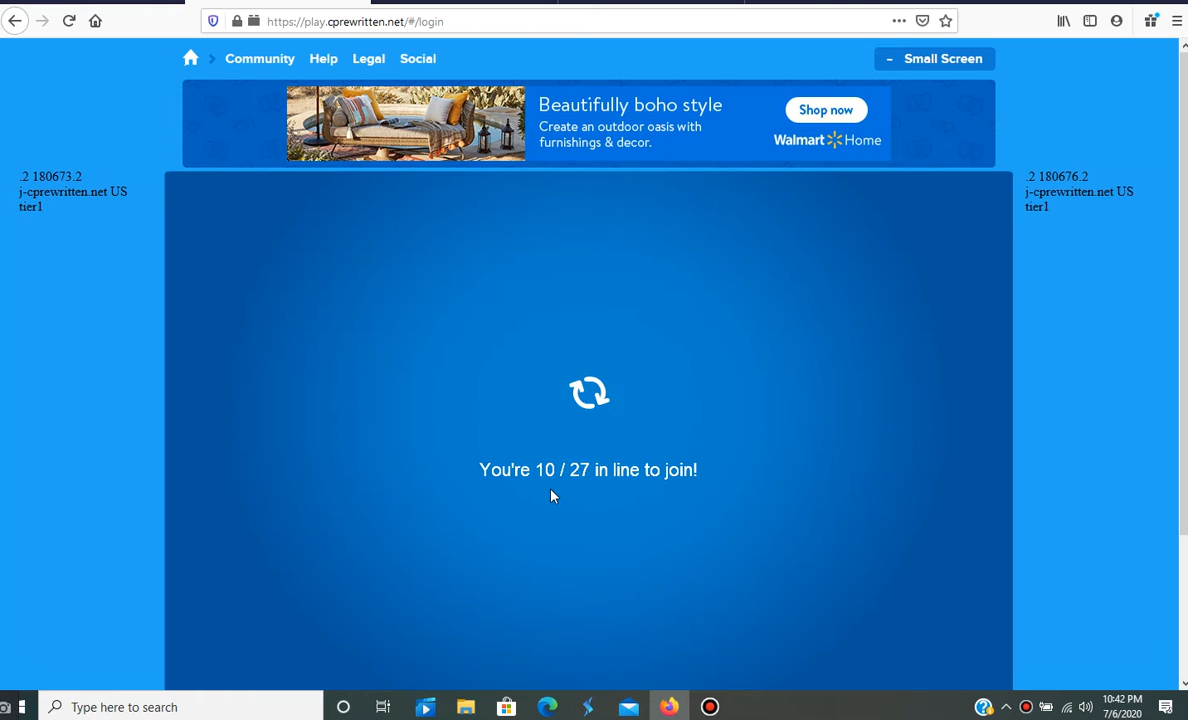 https://play.cprewritten.net/#/login
Community Help Legal Social
- Small Screen
Beautifully boho style
Create an outdoor oasis with
furnishings & decor.
Shop now
Walmart Home
.2 180673.2
j-cprewritten.net US
tier1
.2 180676.2
j-cprewritten.net US
tier1
You're 10 / 27 in line to join!
Type here to search
10:42 PM
7/6/2020